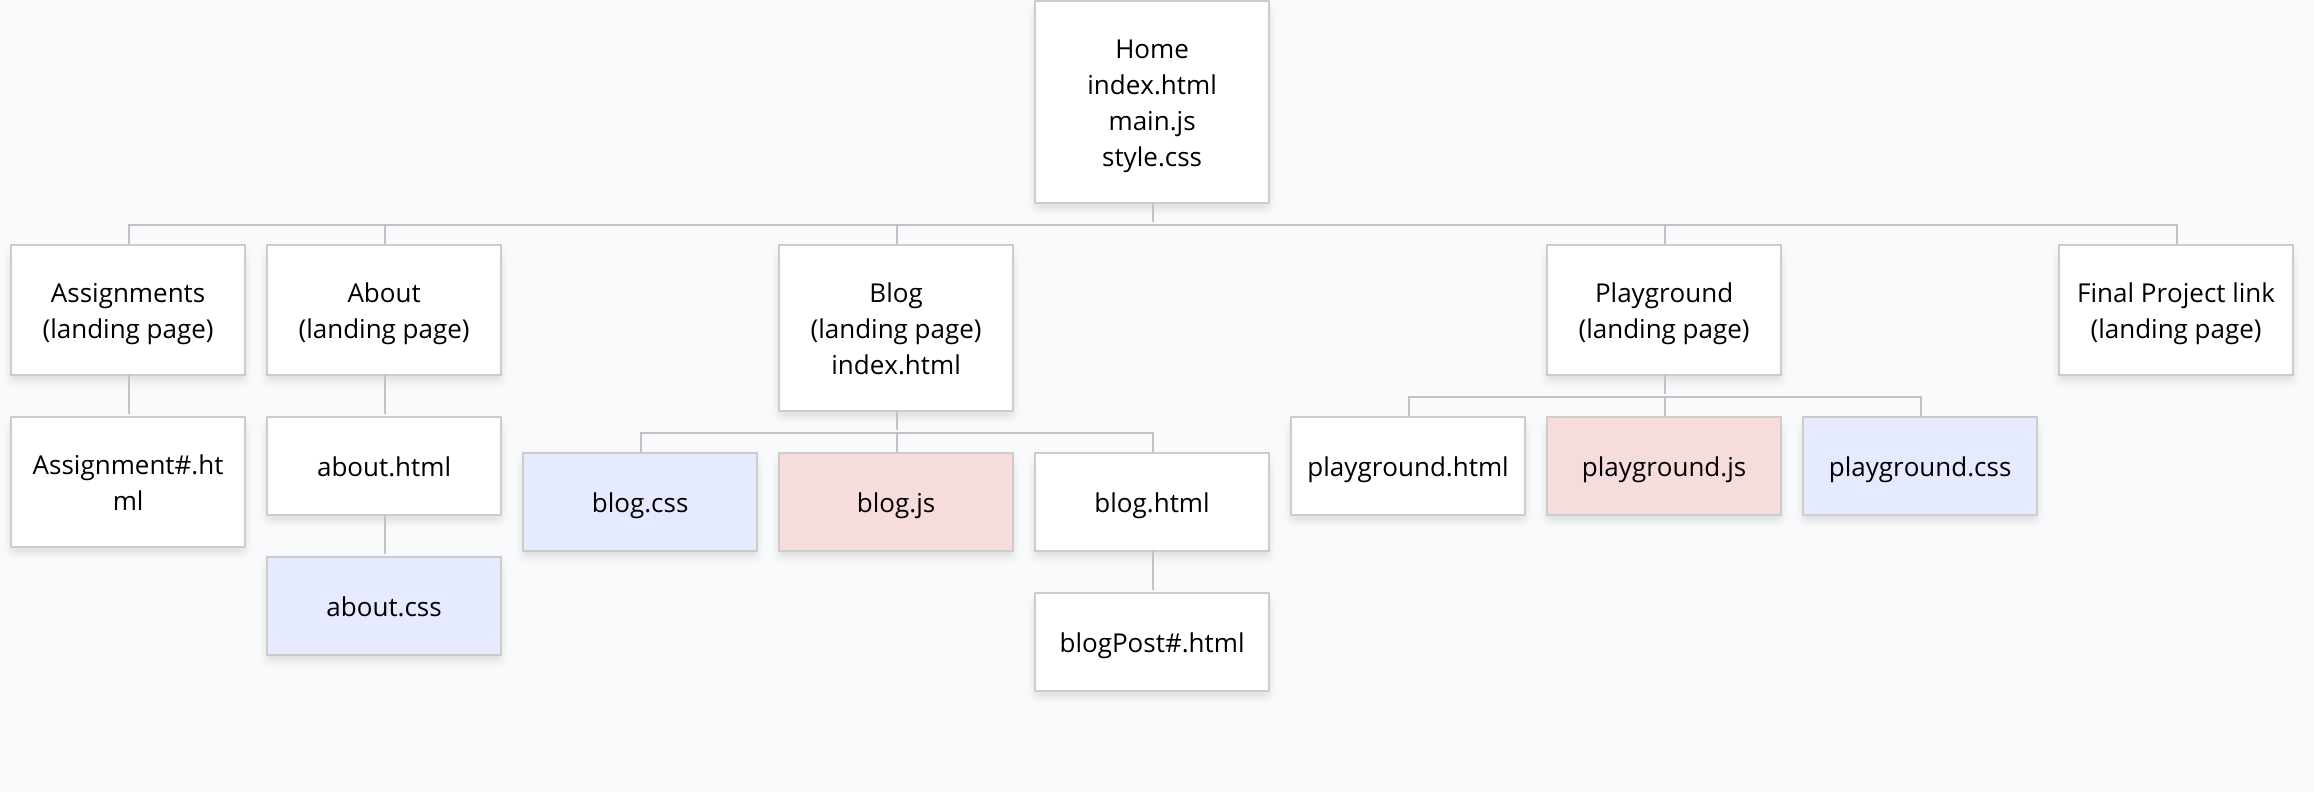 Home
index.html
main.js
style.css
Assignments
(landing page)
About
(landing page)
Blog
(landing page)
index.html
Playground
(landing page)
Final Project link
(landing page)
Assignment#.ht
ml
about.html
blog.css
blog.js
blog.html
playground.html
playground.js
playground.css
about.css
blogPost#.html